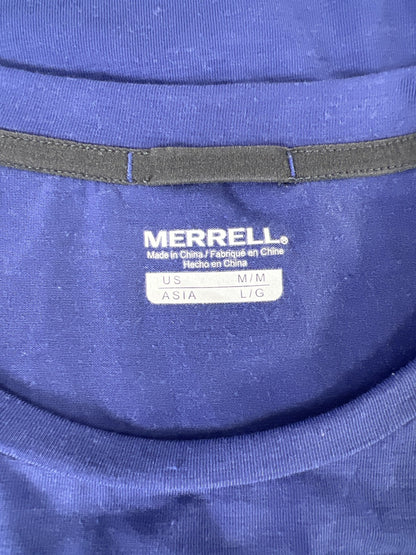 MERRELL®
Made in China / Fabriqué en Chine
Hecho en China
US M/M
ASIA L/G